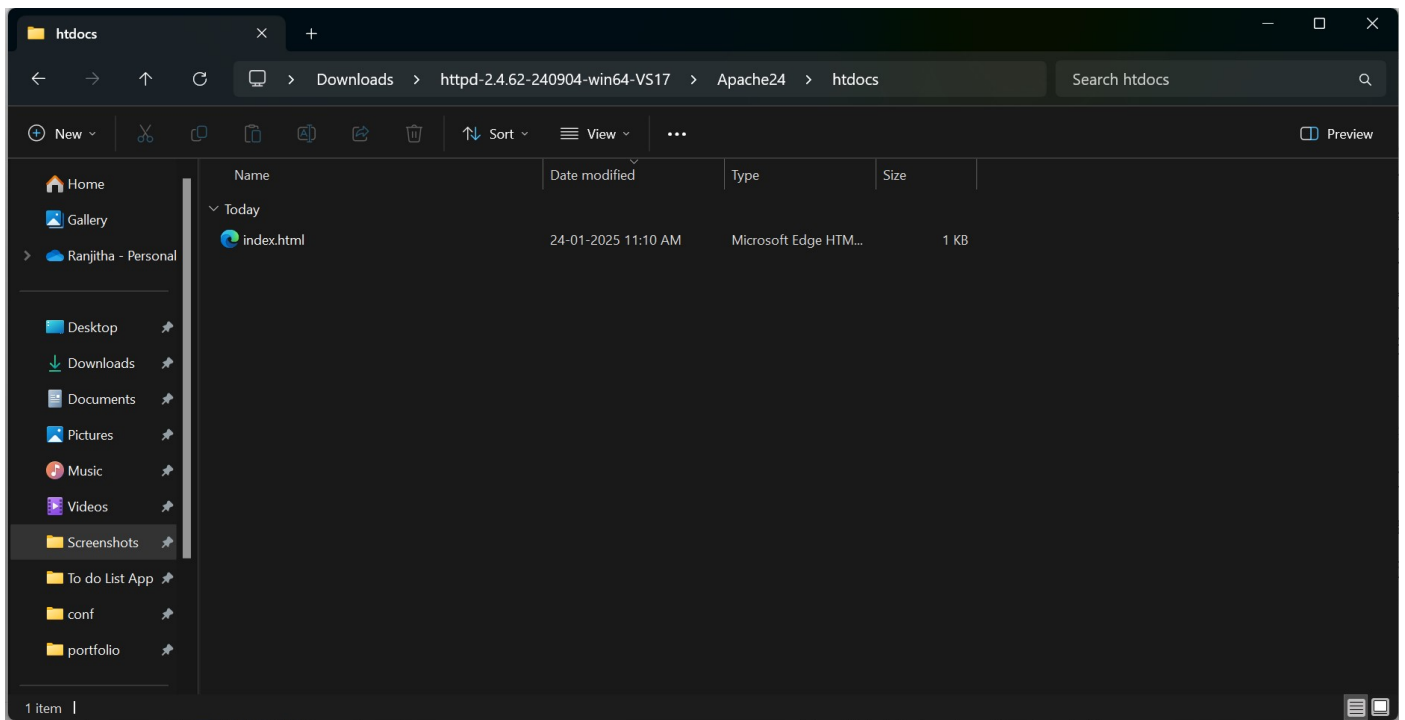 htdocs
Downloads > httpd-2.4.62-240904-win64-VS17 > Apache24 > htdocs
Search htdocs
New
Sort
View
Preview
Name Date modified Type Size
Today
index.html 24-01-2025 11:10 AM Microsoft Edge HTM... 1 KB
Home
Gallery
Ranjitha - Personal
Desktop
Downloads
Documents
Pictures
Music
Videos
Screenshots
To do List App
conf
portfolio
1 item